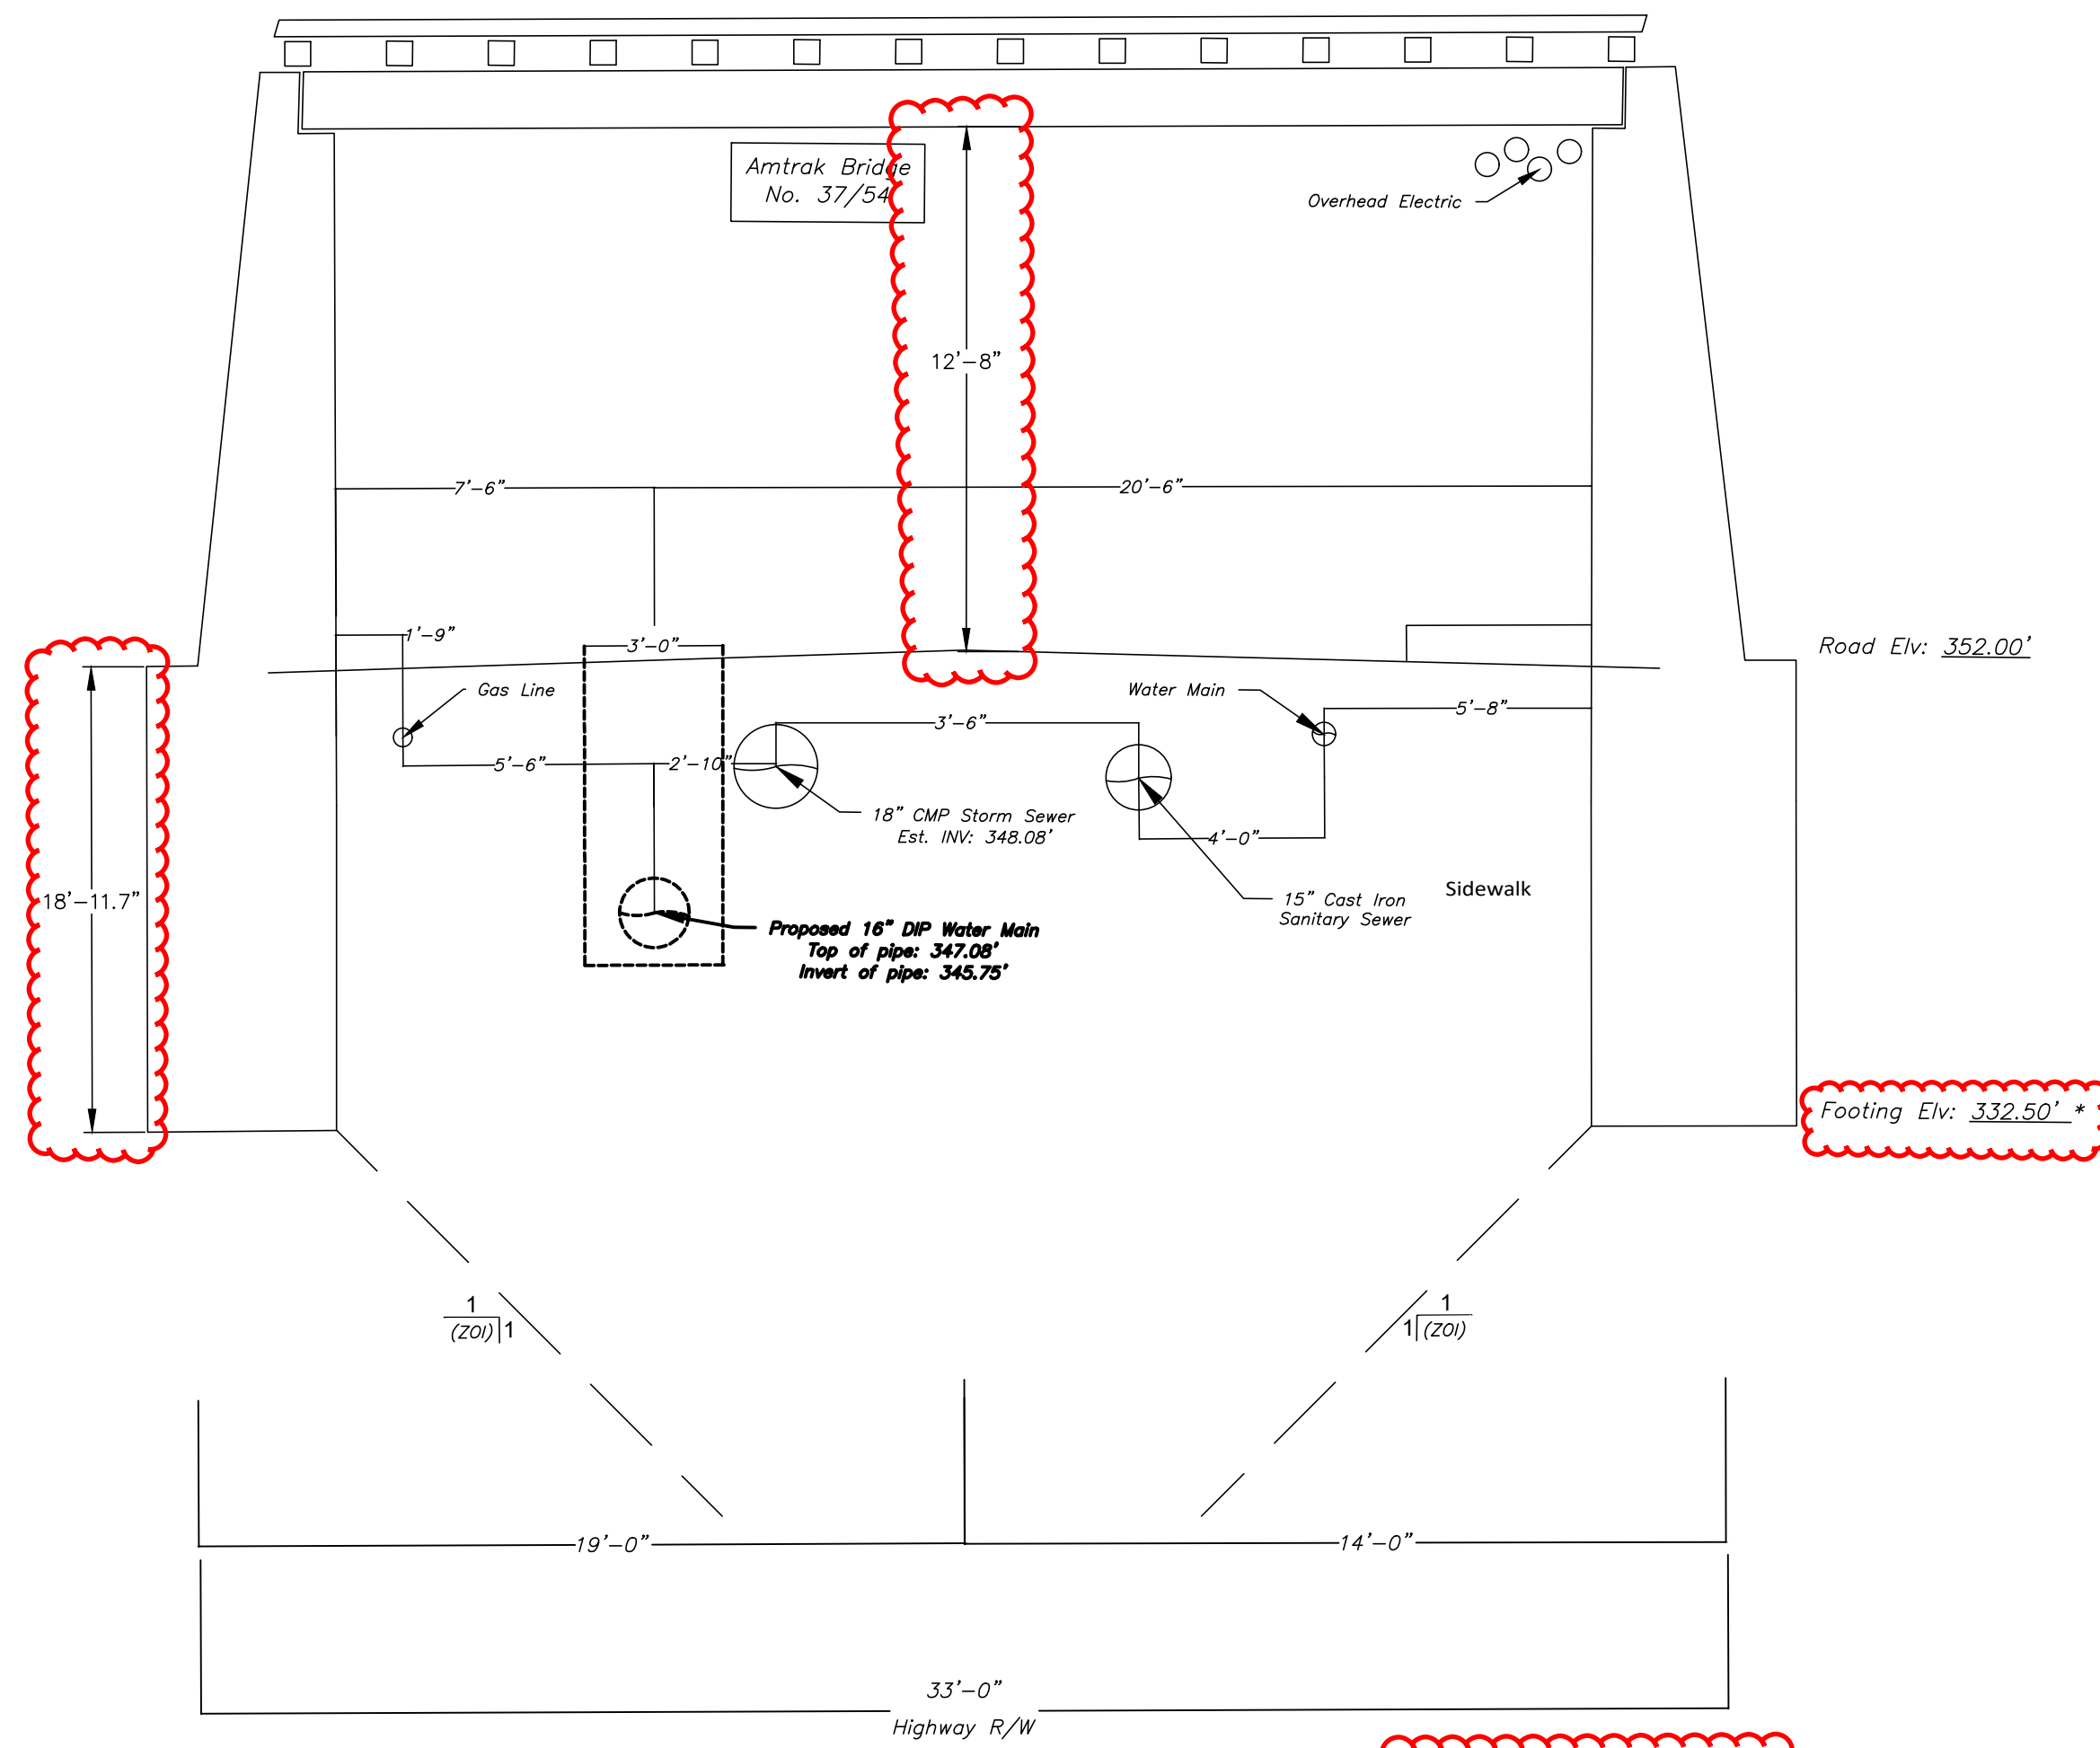 Amtrak Bridge
No. 37/54
Overhead Electric
12'-8"
7'-6"
20'-6"
1'-9"
3'-0"
Road Elv: 352.00'
Gas Line
Water Main
5'-8"
3'-6"
5'-6"
2'-10"
18" CMP Storm Sewer
Est. INV: 348.08'
4'-0"
18'-11.7"
15" Cast Iron
Sanitary Sewer
Sidewalk
Proposed 16" DIP Water Main
Top of pipe: 347.08'
Invert of pipe: 345.75'
Footing Elv: 332.50' *
1
(ZOI) 1
1
1 (ZOI)
19'-0"
14'-0"
33'-0"
Highway R/W